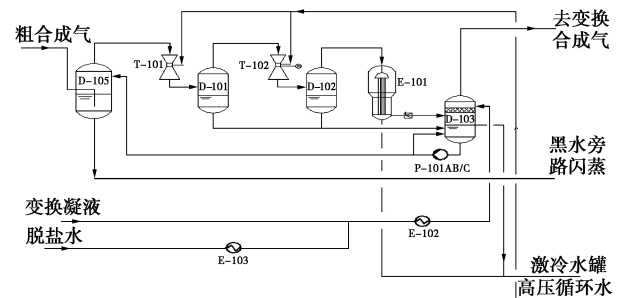 粗合成气
去变换
合成气
T-101
T-102
D-105
D-101
D-102
E-101
D-103
P-101AB/C
黑水旁
路闪蒸
变换凝液
脱盐水
E-102
E-103
激冷水罐
高压循环水